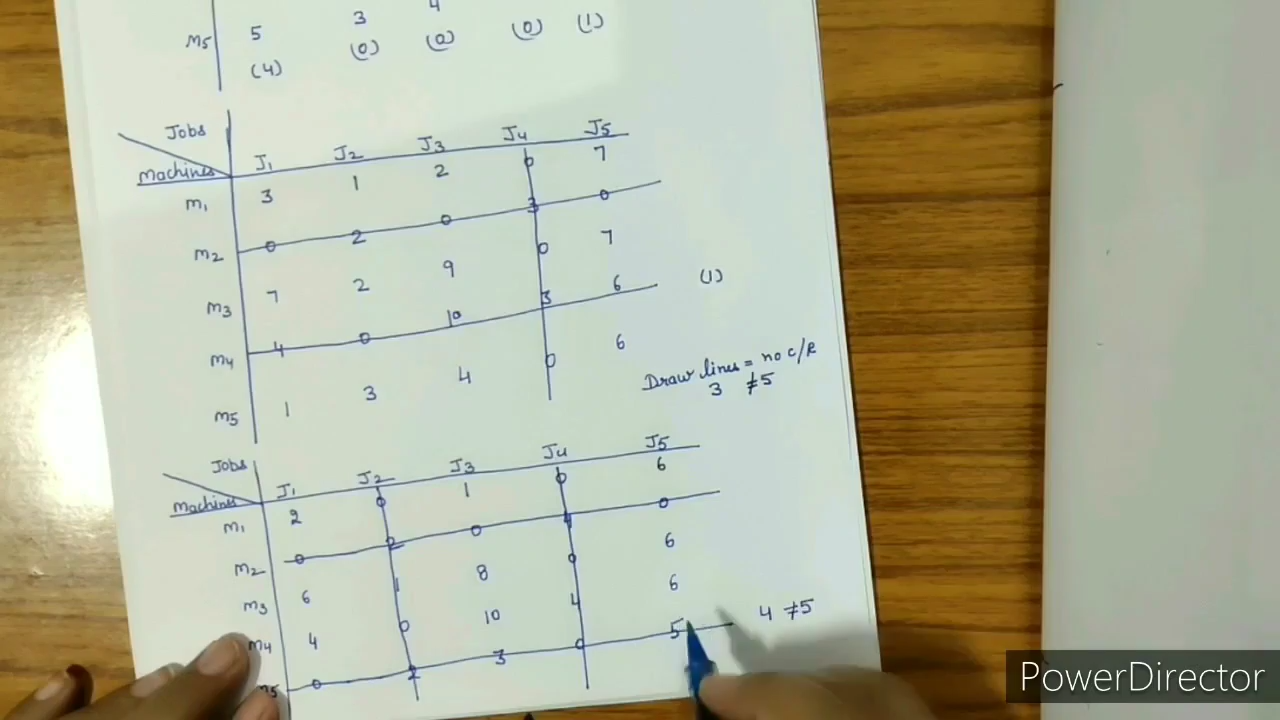 3 4
M5 5 (0) (0) (0) (1)
(4)
Jobs
machines J1 J2 J3 J4 J5
M1 3 1 2 0 7
M2 0 2 0 3 0
M3 7 2 9 0 7
M4 4 0 10 3 6 (1)
M5 1 3 4 0 6
Draw lines = no C/R
3 ≠5
Jobs
machines J1 J2 J3 J4 J5
M1 2 0 1 0 6
M2 0 2 0 4 0
M3 6 1 8 0 6
M4 4 0 10 4 6
M5 0 2 3 0 5
4 ≠5
PowerDirector